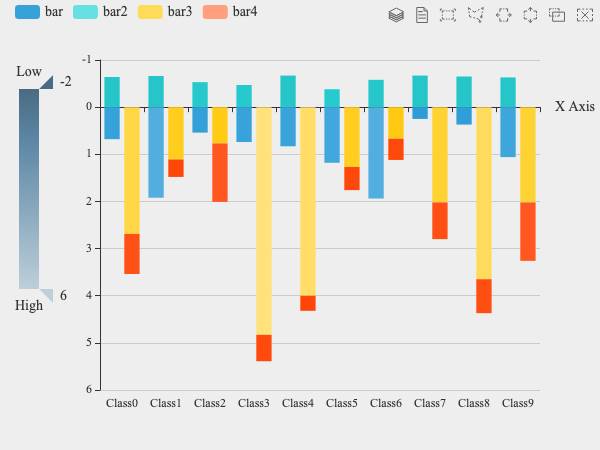 bar bar2 bar3 bar4
Low
-2
6
High
-1
0
1
2
3
4
5
6
X Axis
Class0 Class1 Class2 Class3 Class4 Class5 Class6 Class7 Class8 Class9